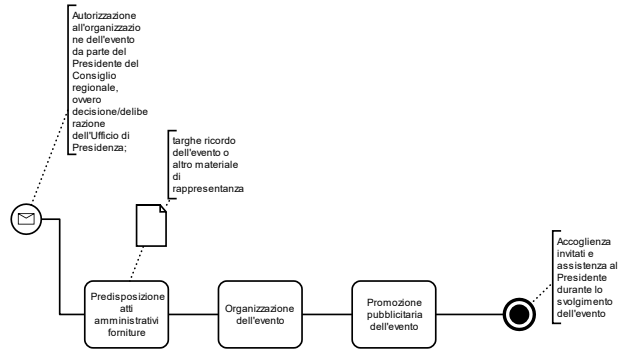 Autorizzazione
all'organizzazio
ne dell'evento
da parte del
Presidente del
Consiglio
regionale,
ovvero
decisione/delibe
razione
dell'Ufficio di
Presidenza;
targhe ricordo
dell'evento o
altro materiale
di
rappresentanza
Predisposizione
atti
amministrativi
forniture
Organizzazione
dell'evento
Promozione
pubblicitaria
dell'evento
Accoglienza
invitati e
assistenza al
Presidente
durante lo
svolgimento
dell'evento